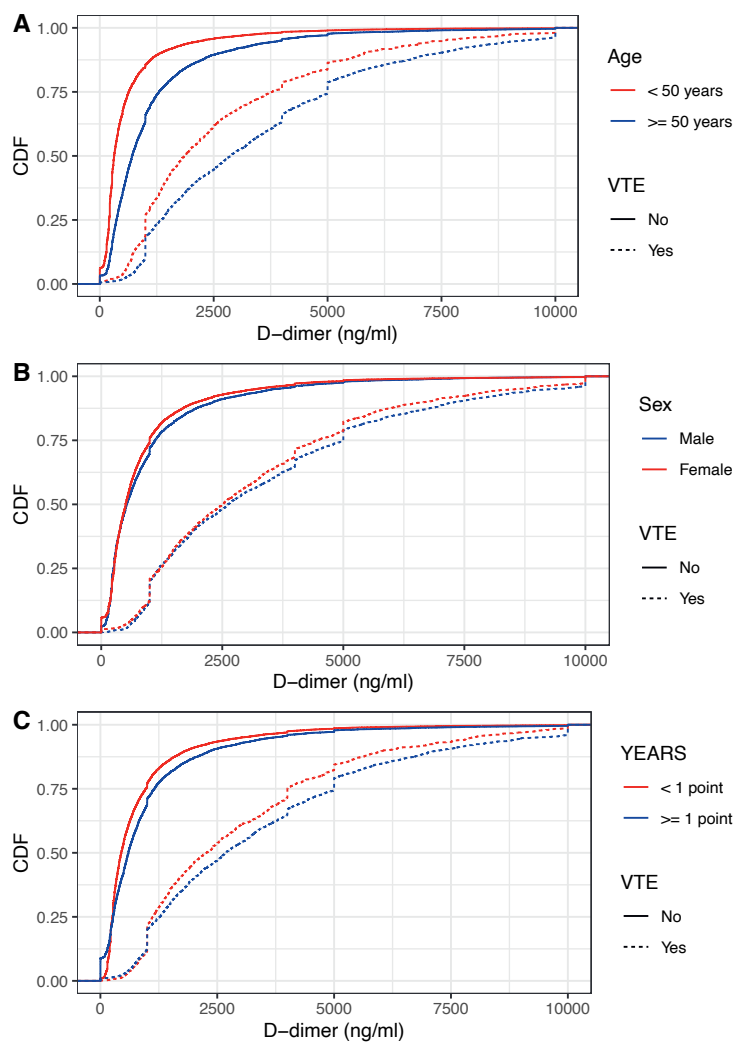 A
1.00
0.75
0.50
0.25
0.00
CDF
0 2500 5000 7500 10000
D−dimer (ng/ml)
Age
< 50 years
>= 50 years
VTE
No
Yes
B
1.00
0.75
0.50
0.25
0.00
CDF
0 2500 5000 7500 10000
D−dimer (ng/ml)
Sex
Male
Female
VTE
No
Yes
C
1.00
0.75
0.50
0.25
0.00
CDF
0 2500 5000 7500 10000
D−dimer (ng/ml)
YEARS
< 1 point
>= 1 point
VTE
No
Yes